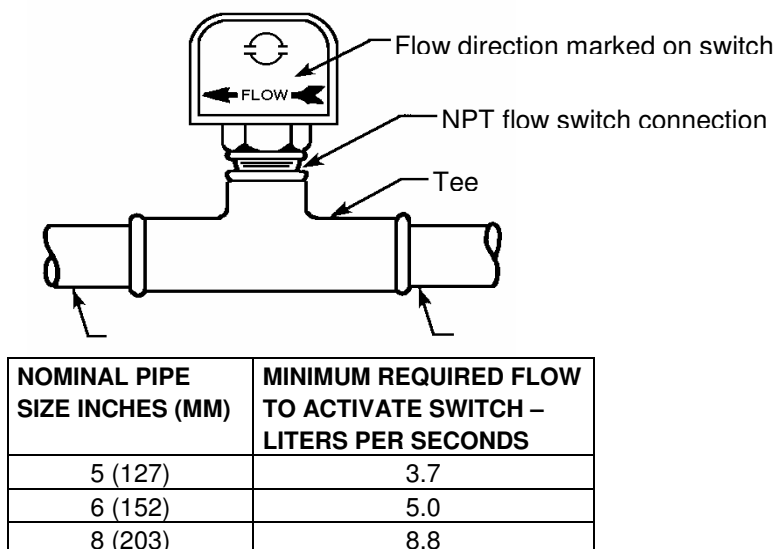 Flow direction marked on switch
FLOW
NPT flow switch connection
Tee
NOMINAL PIPE
SIZE INCHES (MM)
MINIMUM REQUIRED FLOW
TO ACTIVATE SWITCH –
LITERS PER SECONDS
5 (127) 3.7
6 (152) 5.0
8 (203) 8.8